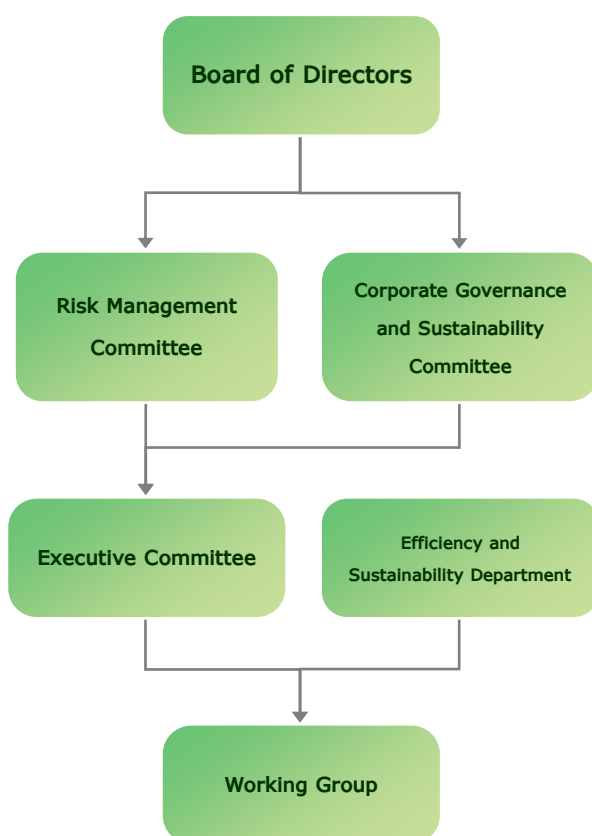 Board of Directors
Risk Management
Committee
Corporate Governance
and Sustainability
Committee
Executive Committee
Efficiency and
Sustainability Department
Working Group